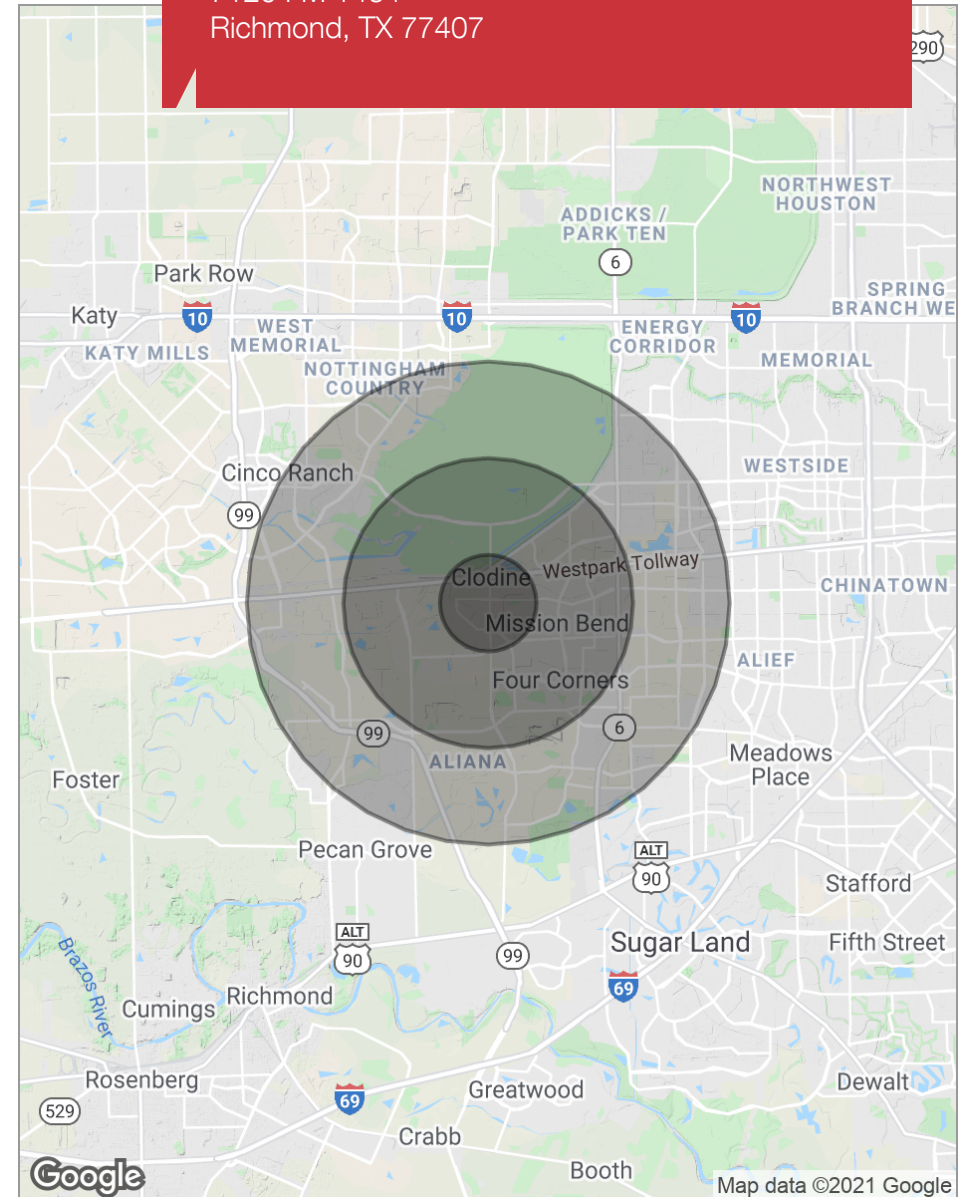 Richmond, TX 77407
290
NORTHWEST
HOUSTON
ADDICKS /
PARK TEN
6
Park Row
SPRING
BRANCH WE
Katy
10
10
10
WEST
MEMORIAL
ENERGY
CORRIDOR
KATY MILLS
MEMORIAL
NOTTINGHAM
COUNTRY
Cinco Ranch
WESTSIDE
99
Westpark Tollway
Clodine
CHINATOWN
Mission Bend
ALIEF
Four Corners
99
6
ALIANA
Meadows
Place
Foster
Pecan Grove
ALT
90
Stafford
ALT
90
Sugar Land
Fifth Street
99
Brazos River
69
Richmond
Cumings
Rosenberg
Greatwood
Dewalt
69
529
Crabb
Booth
Google
Map data ©2021 Google